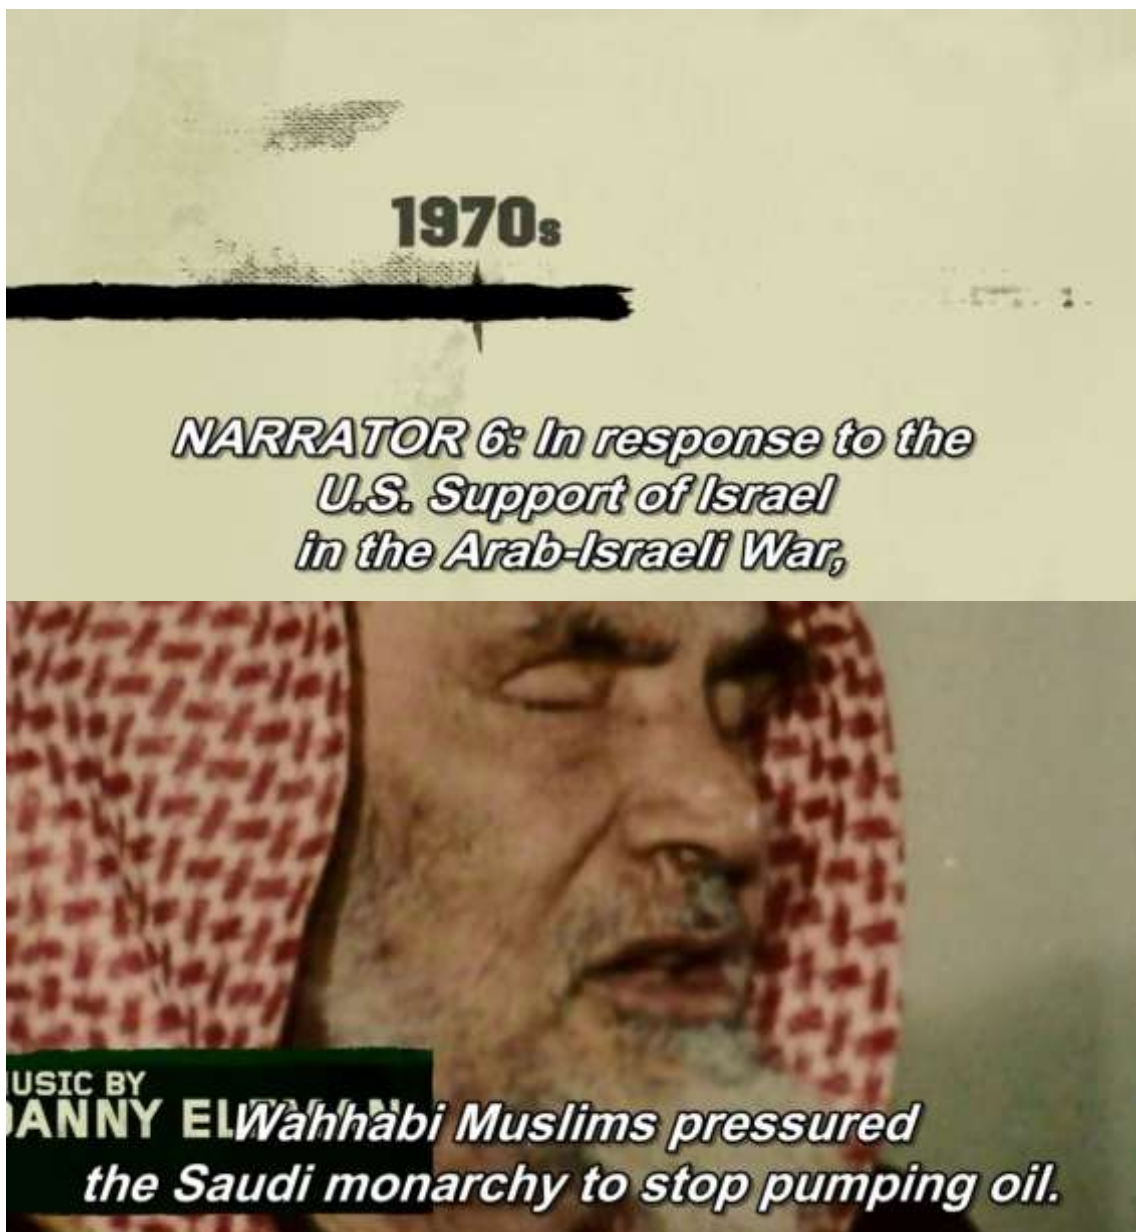 1970s
NARRATOR 6: In response to the
U.S. Support of Israel
in the Arab-Israeli War,
USIC BY
DANNY EL
Wahhabi Muslims pressured
the Saudi monarchy to stop pumping oil.